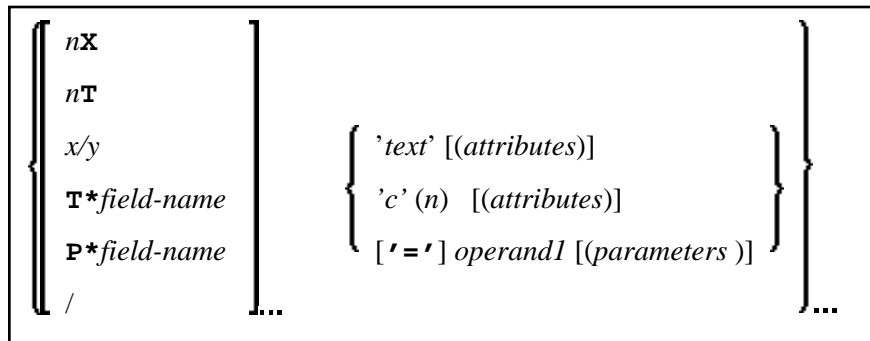 nX
nT
x/y
T*field-name
P*field-name
/
...
’text’ [(attributes)]
’c’ (n) [(attributes)]
[’=’] operand1 [(parameters )]
...